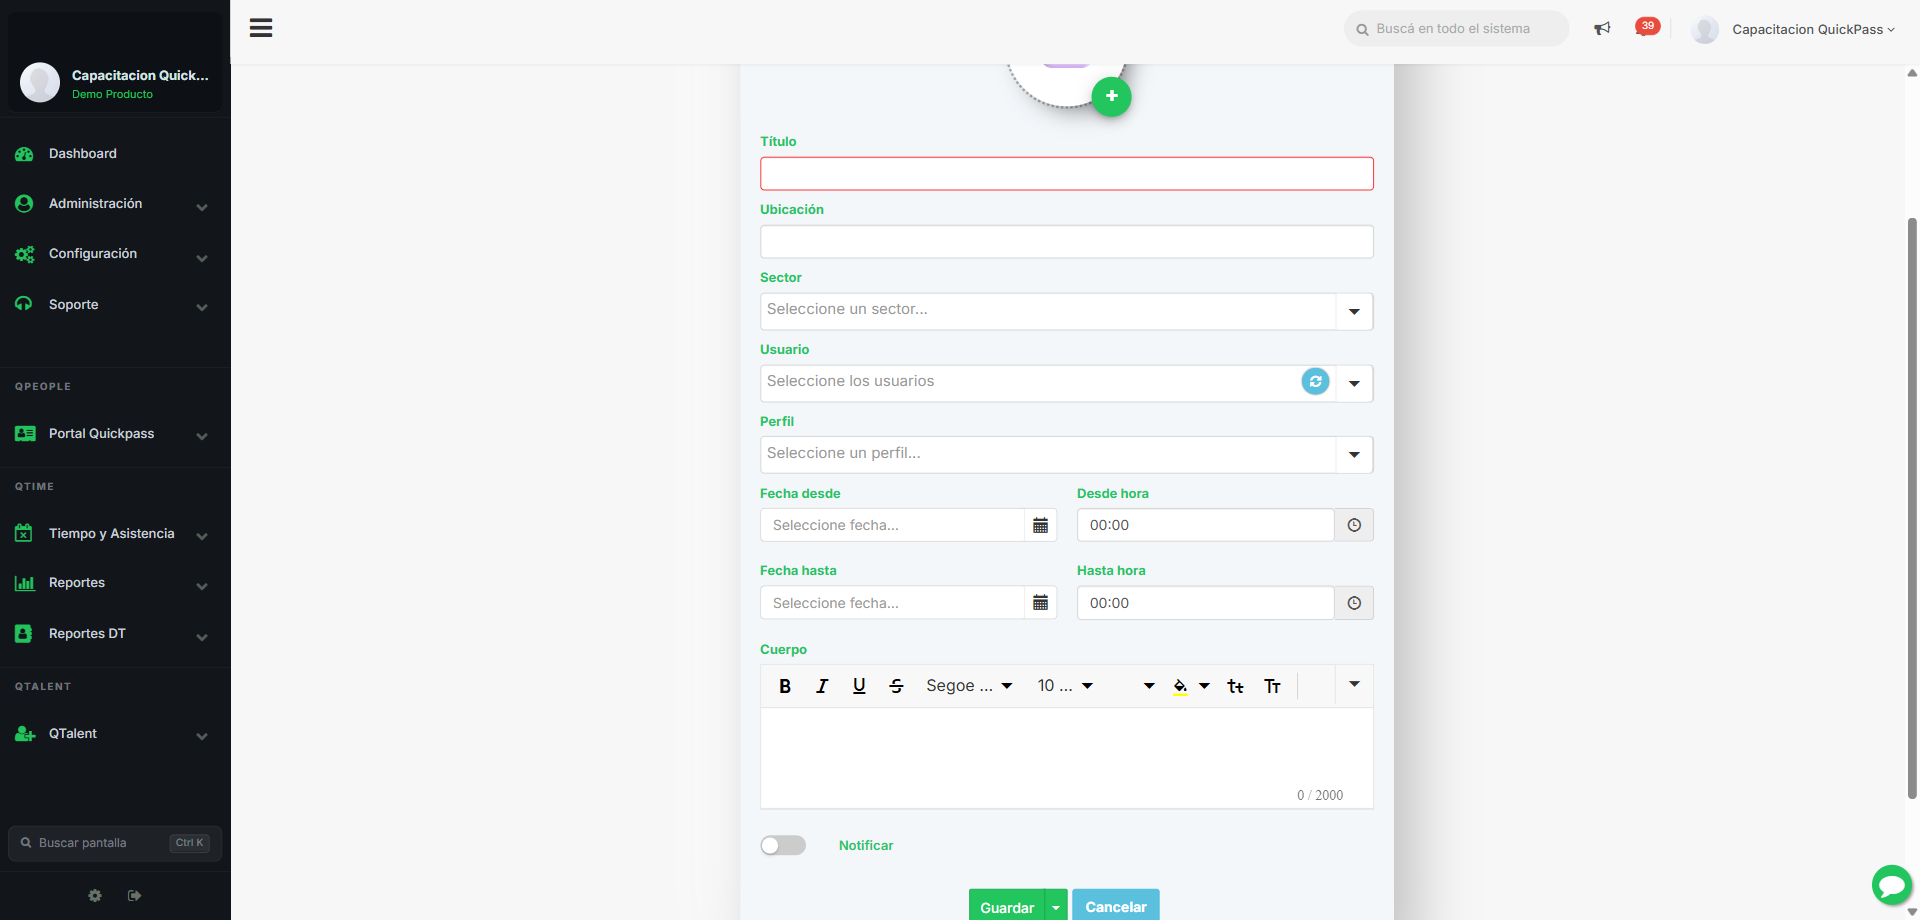 Capacitacion Quick...
Demo Producto
Dashboard
Administración
Configuración
Soporte
QPEOPLE
Portal Quickpass
QTIME
Tiempo y Asistencia
Reportes
Reportes DT
QTALENT
QTalent
Buscar pantalla
Ctrl K
Buscá en todo el sistema
39
Capacitacion QuickPass
Título
Ubicación
Sector
Seleccione un sector...
Usuario
Seleccione los usuarios
Perfil
Seleccione un perfil...
Fecha desde
Desde hora
Seleccione fecha...
00:00
Fecha hasta
Hasta hora
Seleccione fecha...
00:00
Cuerpo
B I U S Segoe ... 10 ...
0 / 2000
Notificar
Guardar
Cancelar